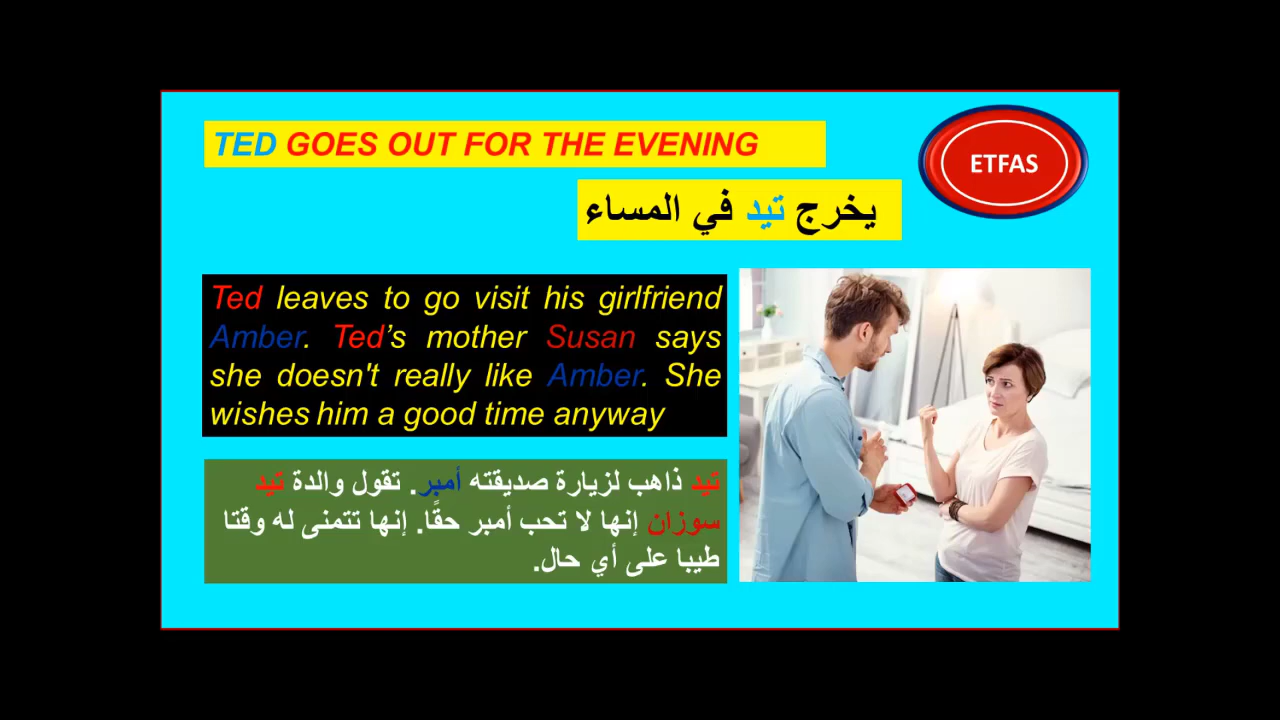 TED GOES OUT FOR THE EVENING
ETFAS
يخرج تيد في المساء
Ted leaves to go visit his girlfriend
Amber. Ted’s mother Susan says
she doesn't really like Amber. She
wishes him a good time anyway
تيد ذاهب لزيارة صديقته أمبر. تقول والدة تيد
سوزان إنها لا تحب أمبر حقًا. إنها تتمنى له وقتا
طيبا على أي حال.